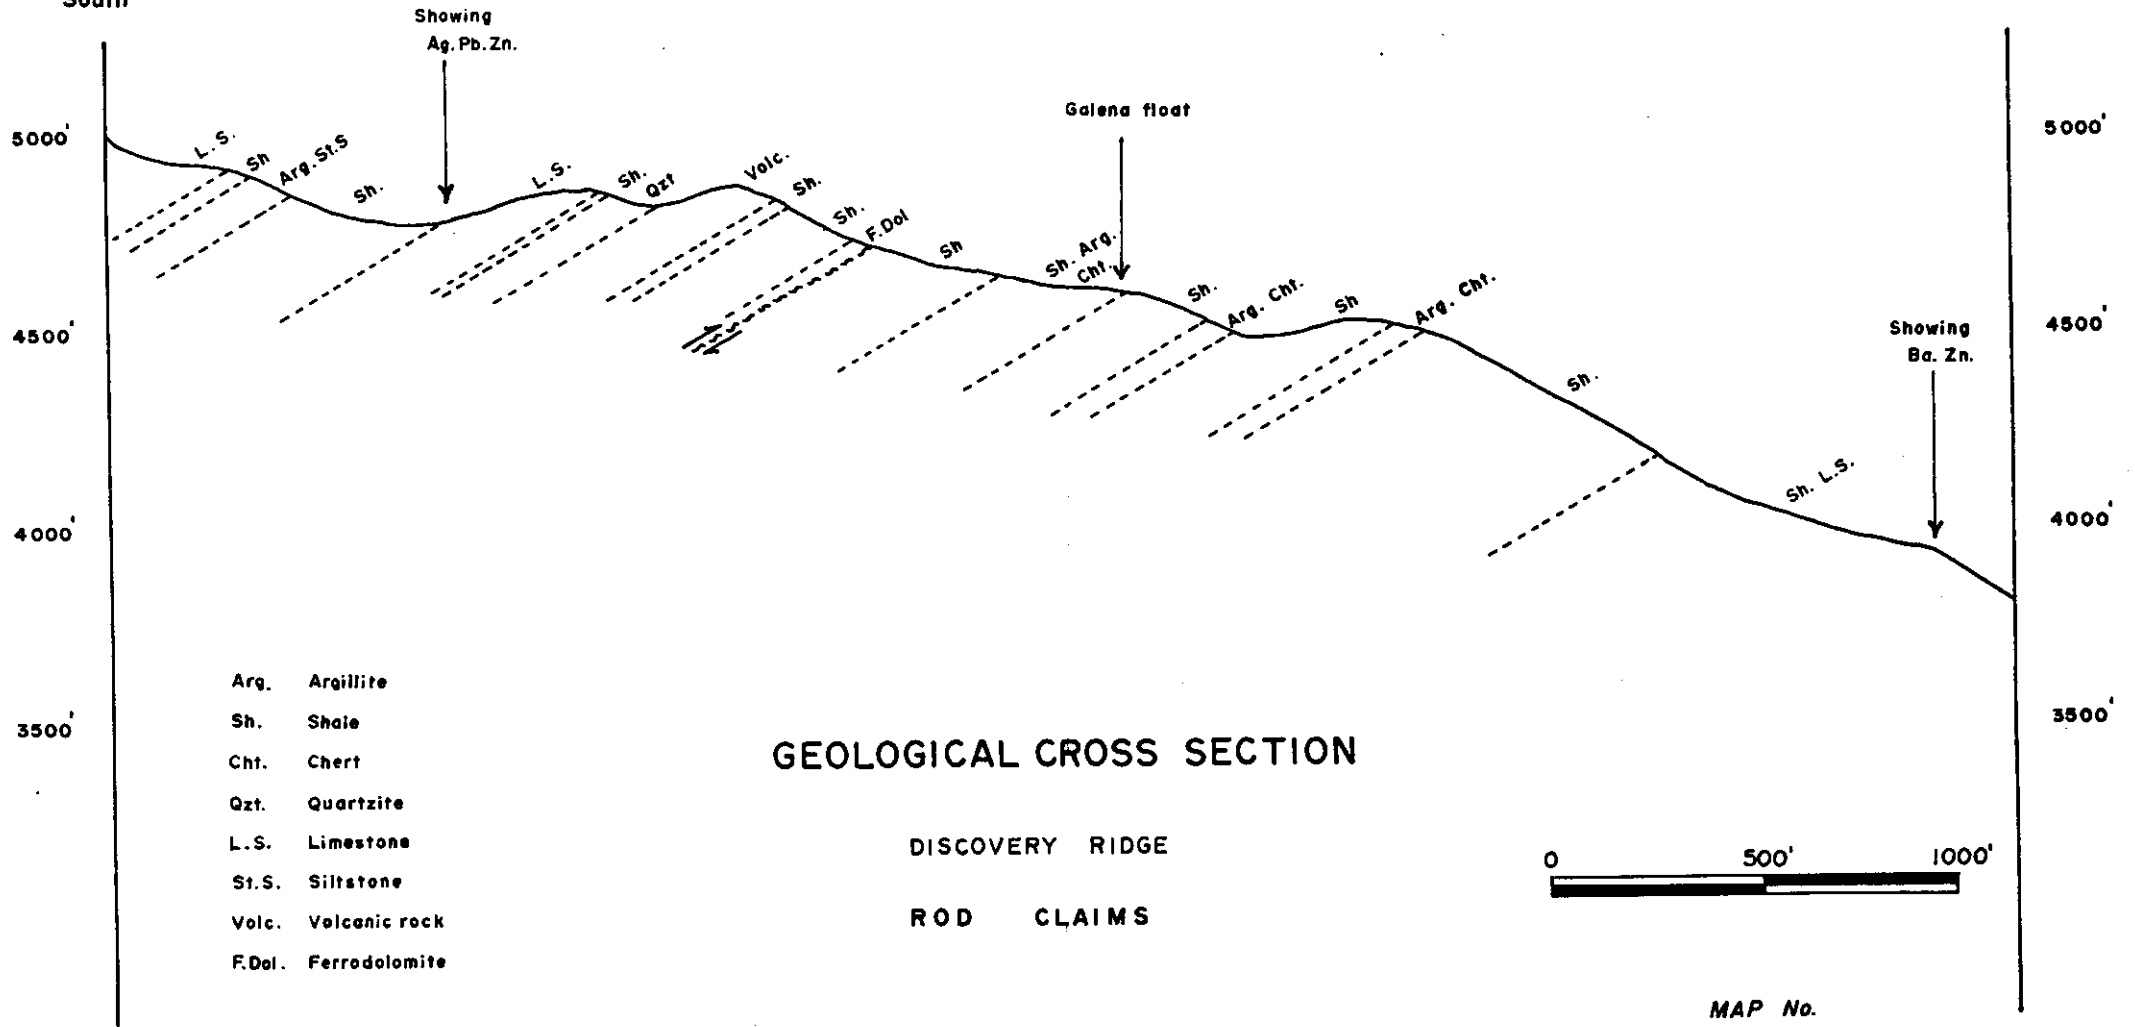 South
Showing
Ag. Pb. Zn.
Galena float
5000'
5000'
L. S.
Sh
Arg. St. S
Sh.
L. S.
Sh.
Qzt
Volc.
Sh.
Sh.
F. Dol
Sh
Sh. Arg.
Cht.
Sh.
Arg. Cht.
Sh
Arg. Cht.
4500'
4500'
Showing
Ba. Zn.
Sh.
Sh. L.S.
4000'
4000'
3500'
3500'
Arg. Argillite
Sh. Shale
Cht. Chert
Qzt. Quartzite
L.S. Limestone
St.S. Siltstone
Volc. Volcanic rock
F.Dol. Ferrodolomite
GEOLOGICAL CROSS SECTION
DISCOVERY RIDGE
ROD CLAIMS
0 500' 1000'
MAP No.